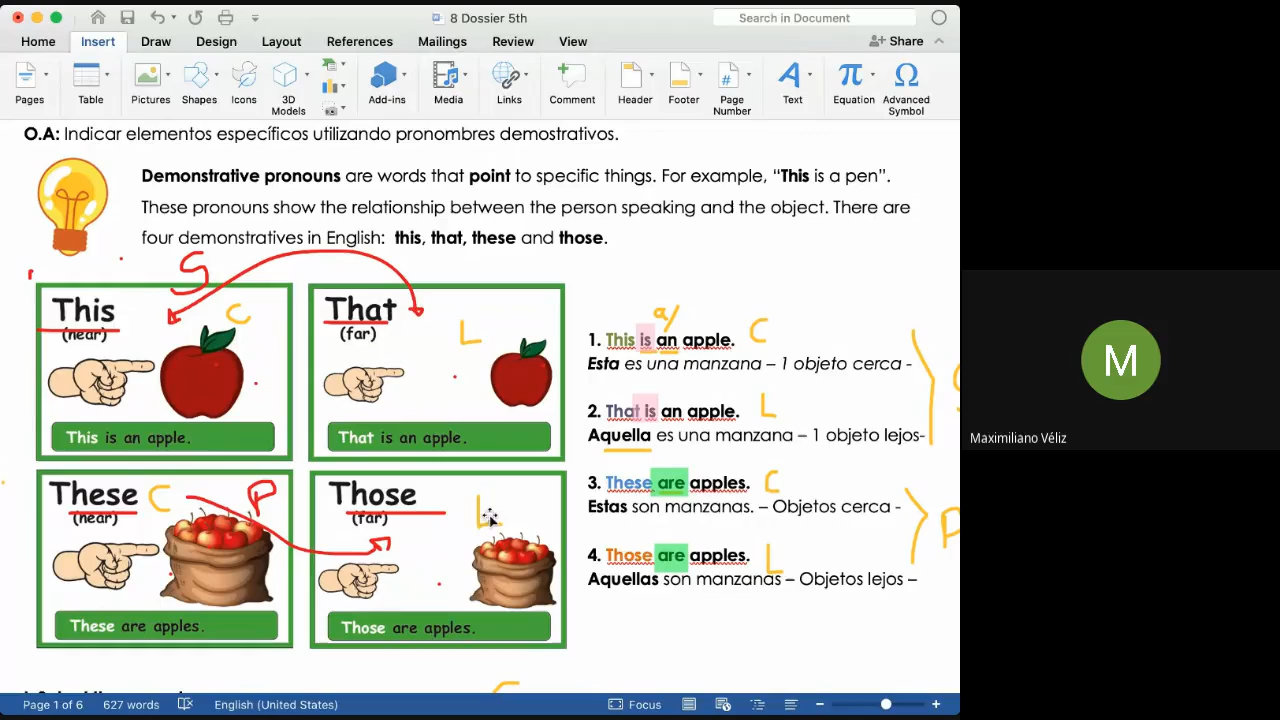 8 Dossier 5th
Search in Document
Home Insert Draw Design Layout References Mailings Review View Share
Pages Table Pictures Shapes Icons 3D Models Add-ins Media Links Comment Header Footer Page Number Text Equation Advanced Symbol
O.A: Indicar elementos específicos utilizando pronombres demostrativos.
Demonstrative pronouns are words that point to specific things. For example, “This is a pen”.
These pronouns show the relationship between the person speaking and the object. There are
four demonstratives in English: this, that, these and those.
S
This
(near)
C
This is an apple.
That
(far)
L
That is an apple.
These
(near)
C
P
These are apples.
Those
(far)
L
Those are apples.
a/
1. This is an apple. C
Esta es una manzana – 1 objeto cerca -
2. That is an apple. L
Aquella es una manzana – 1 objeto lejos-
3. These are apples. C
Estas son manzanas. – Objetos cerca -
4. Those are apples. L
Aquellas son manzanas – Objetos lejos –
P
Page 1 of 6 627 words English (United States) Focus
M
Maximiliano Véliz